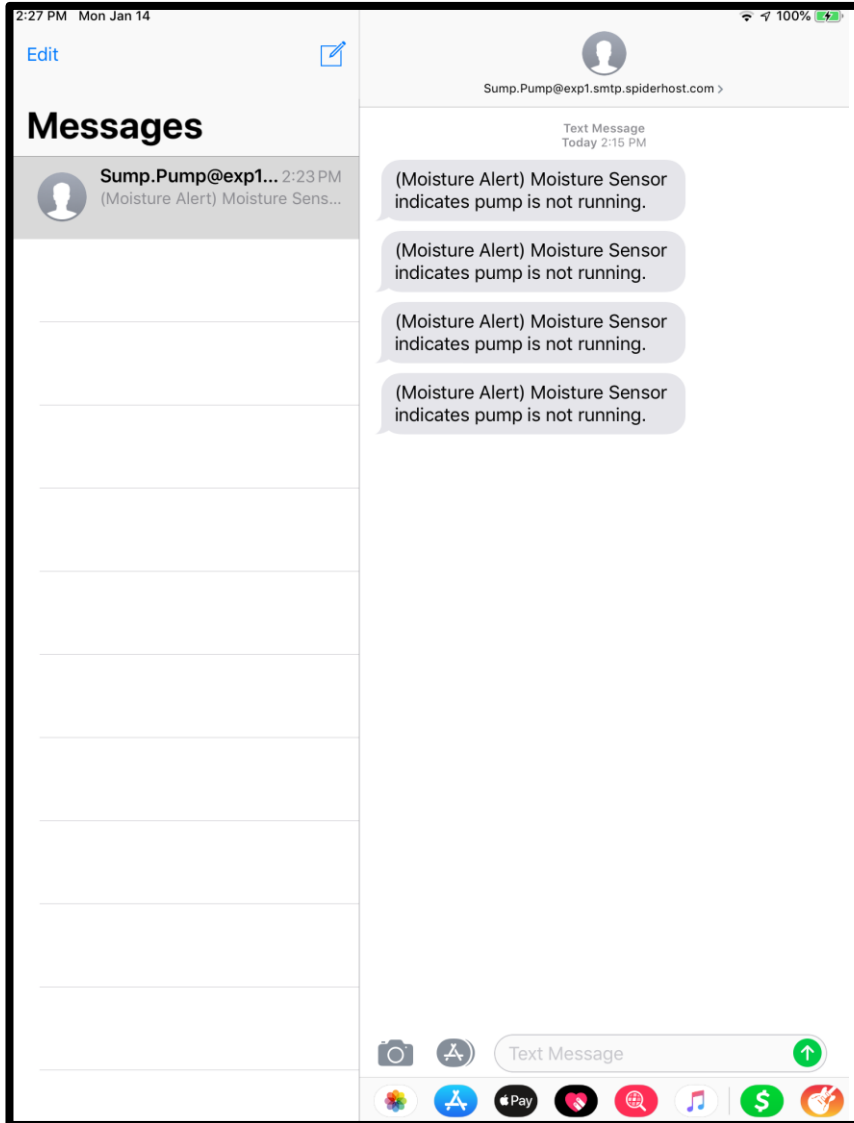 2:27 PM Mon Jan 14
100%
Edit
Messages
Sump.Pump@exp1... 2:23 PM
(Moisture Alert) Moisture Sens...
Sump.Pump@exp1.smtp.spiderhost.com >
Text Message
Today 2:15 PM
(Moisture Alert) Moisture Sensor
indicates pump is not running.
(Moisture Alert) Moisture Sensor
indicates pump is not running.
(Moisture Alert) Moisture Sensor
indicates pump is not running.
(Moisture Alert) Moisture Sensor
indicates pump is not running.
Text Message
Pay
$